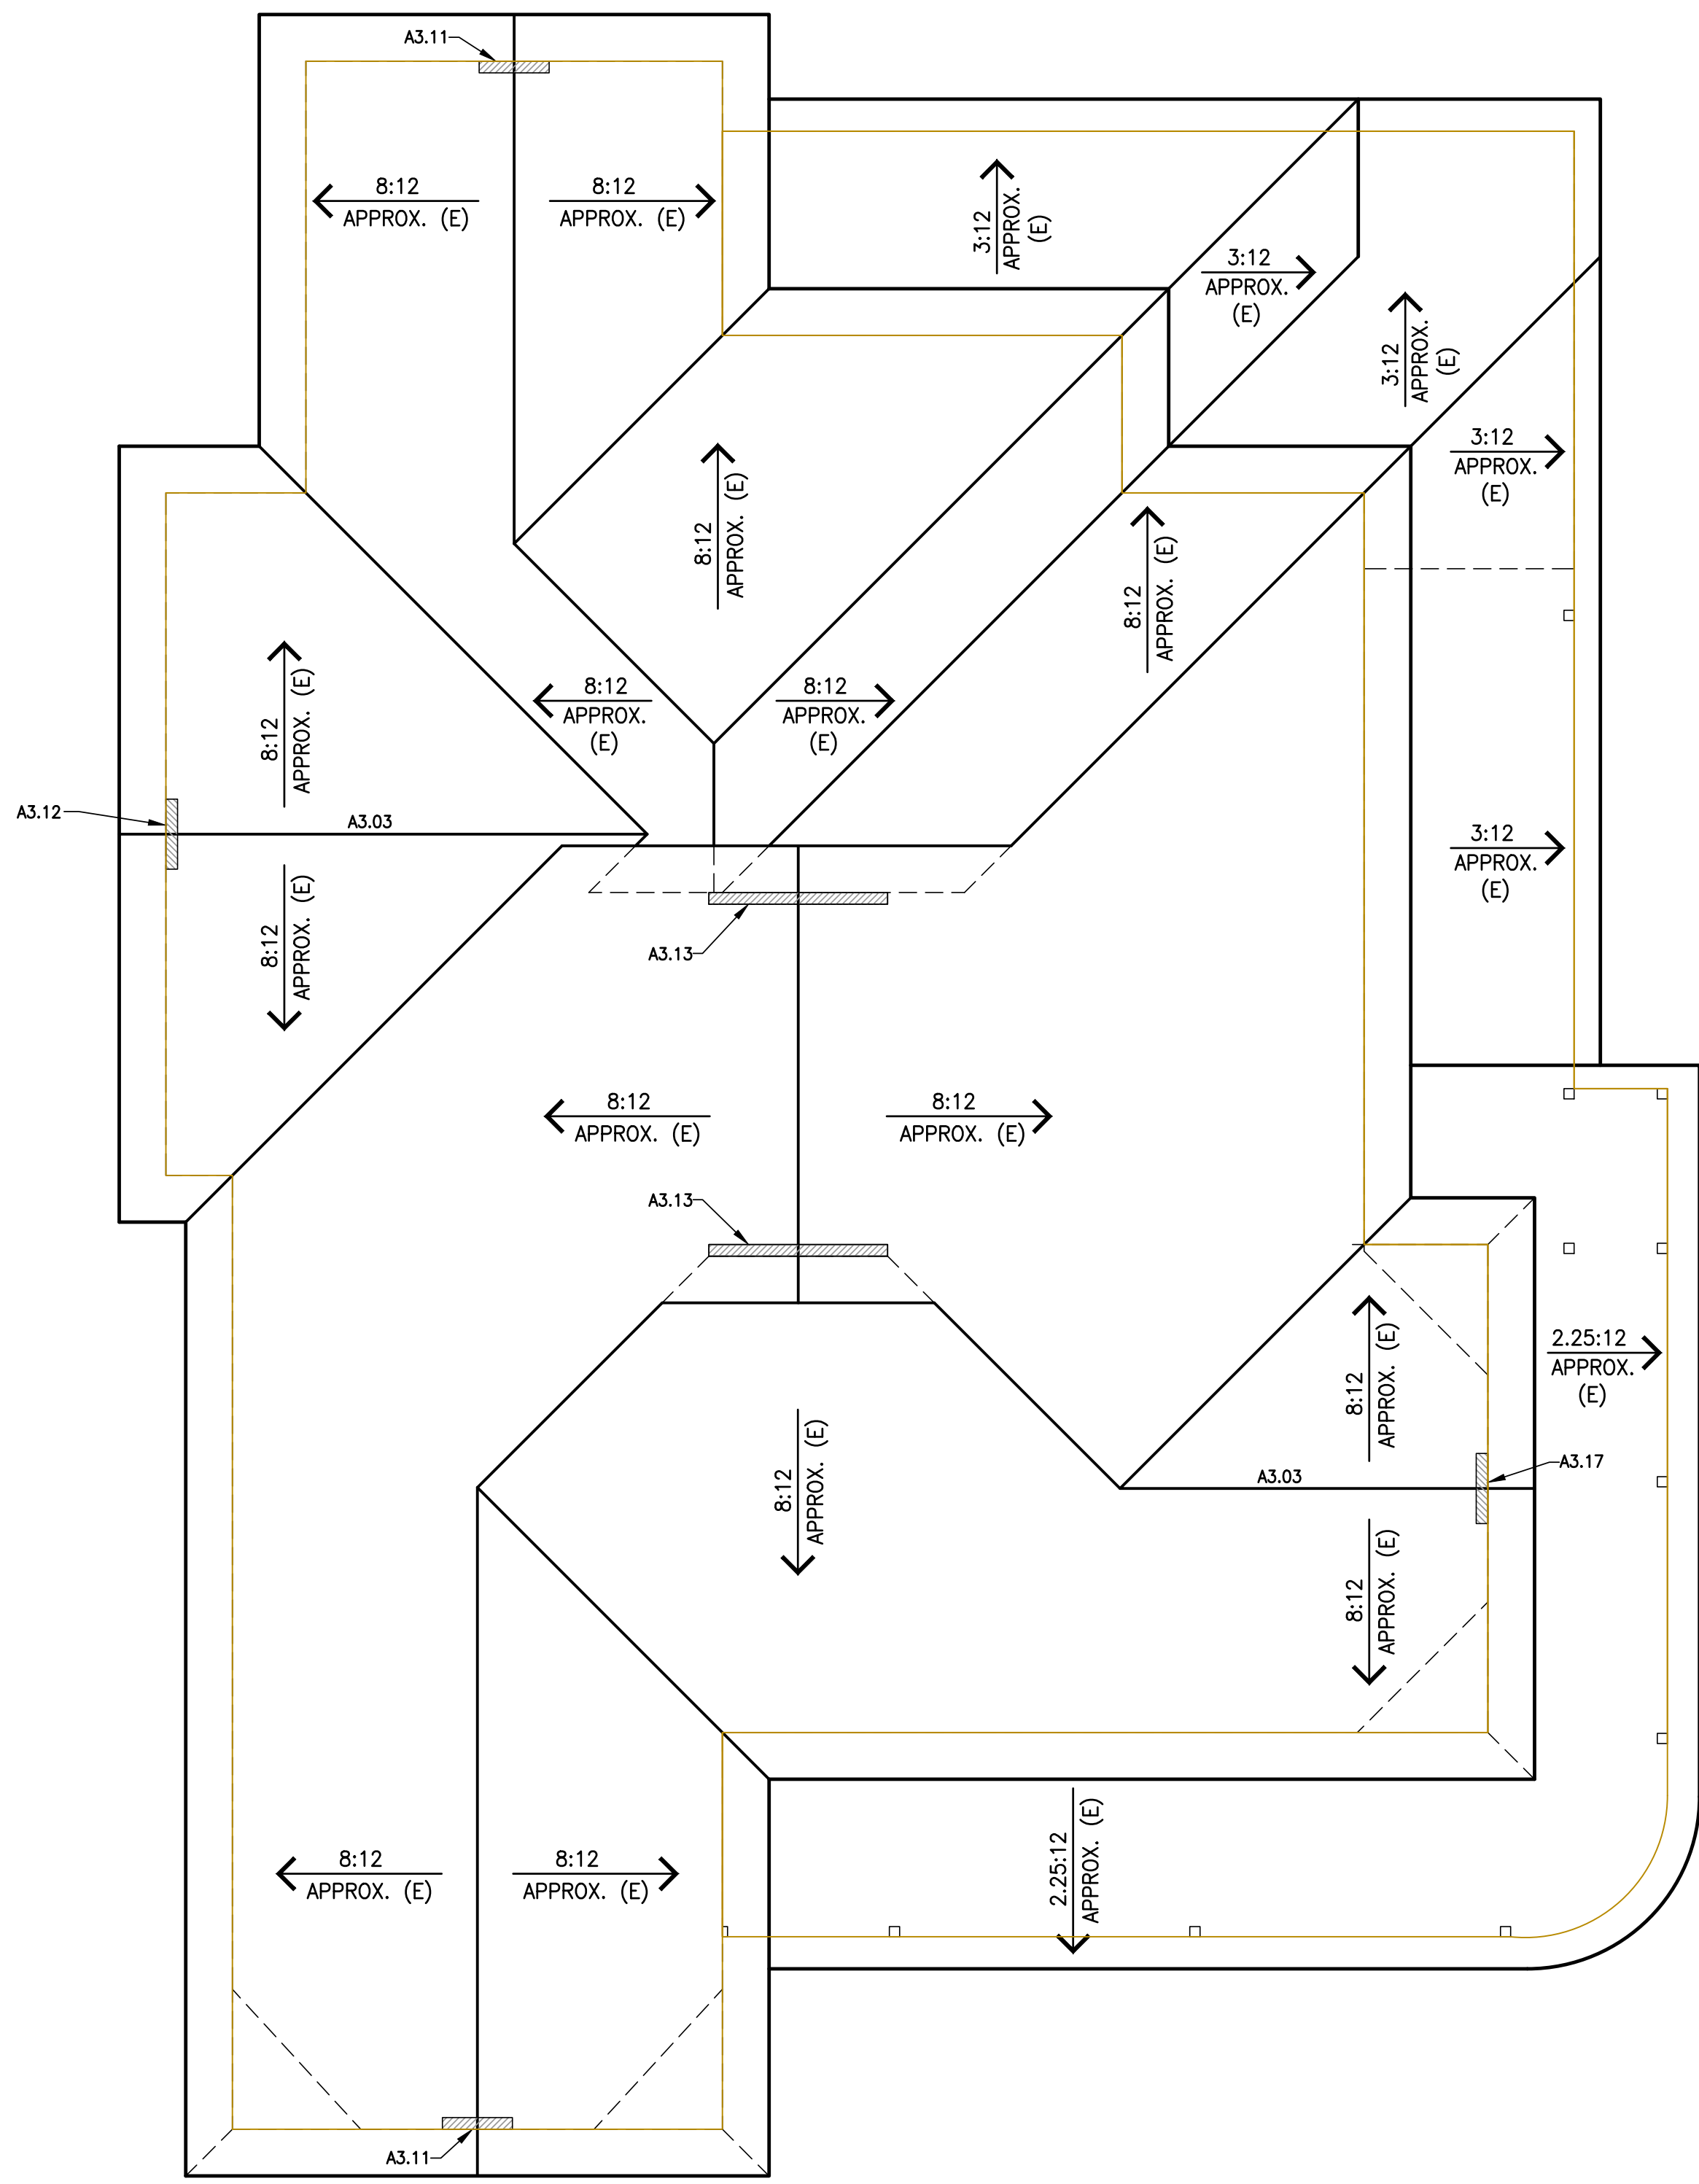 A3.11
8:12
APPROX. (E)
8:12
APPROX. (E)
3:12
APPROX.
(E)
3:12
APPROX.
(E)
3:12
APPROX.
(E)
3:12
APPROX.
(E)
8:12
APPROX. (E)
8:12
APPROX. (E)
8:12
APPROX. (E)
8:12
APPROX.
(E)
8:12
APPROX.
(E)
A3.12
A3.03
3:12
APPROX.
(E)
8:12
APPROX. (E)
A3.13
8:12
APPROX. (E)
8:12
APPROX. (E)
A3.13
8:12
APPROX. (E)
2.25:12
APPROX.
(E)
8:12
APPROX. (E)
A3.03
A3.17
8:12
APPROX. (E)
8:12
APPROX. (E)
8:12
APPROX. (E)
2.25:12
APPROX. (E)
A3.11